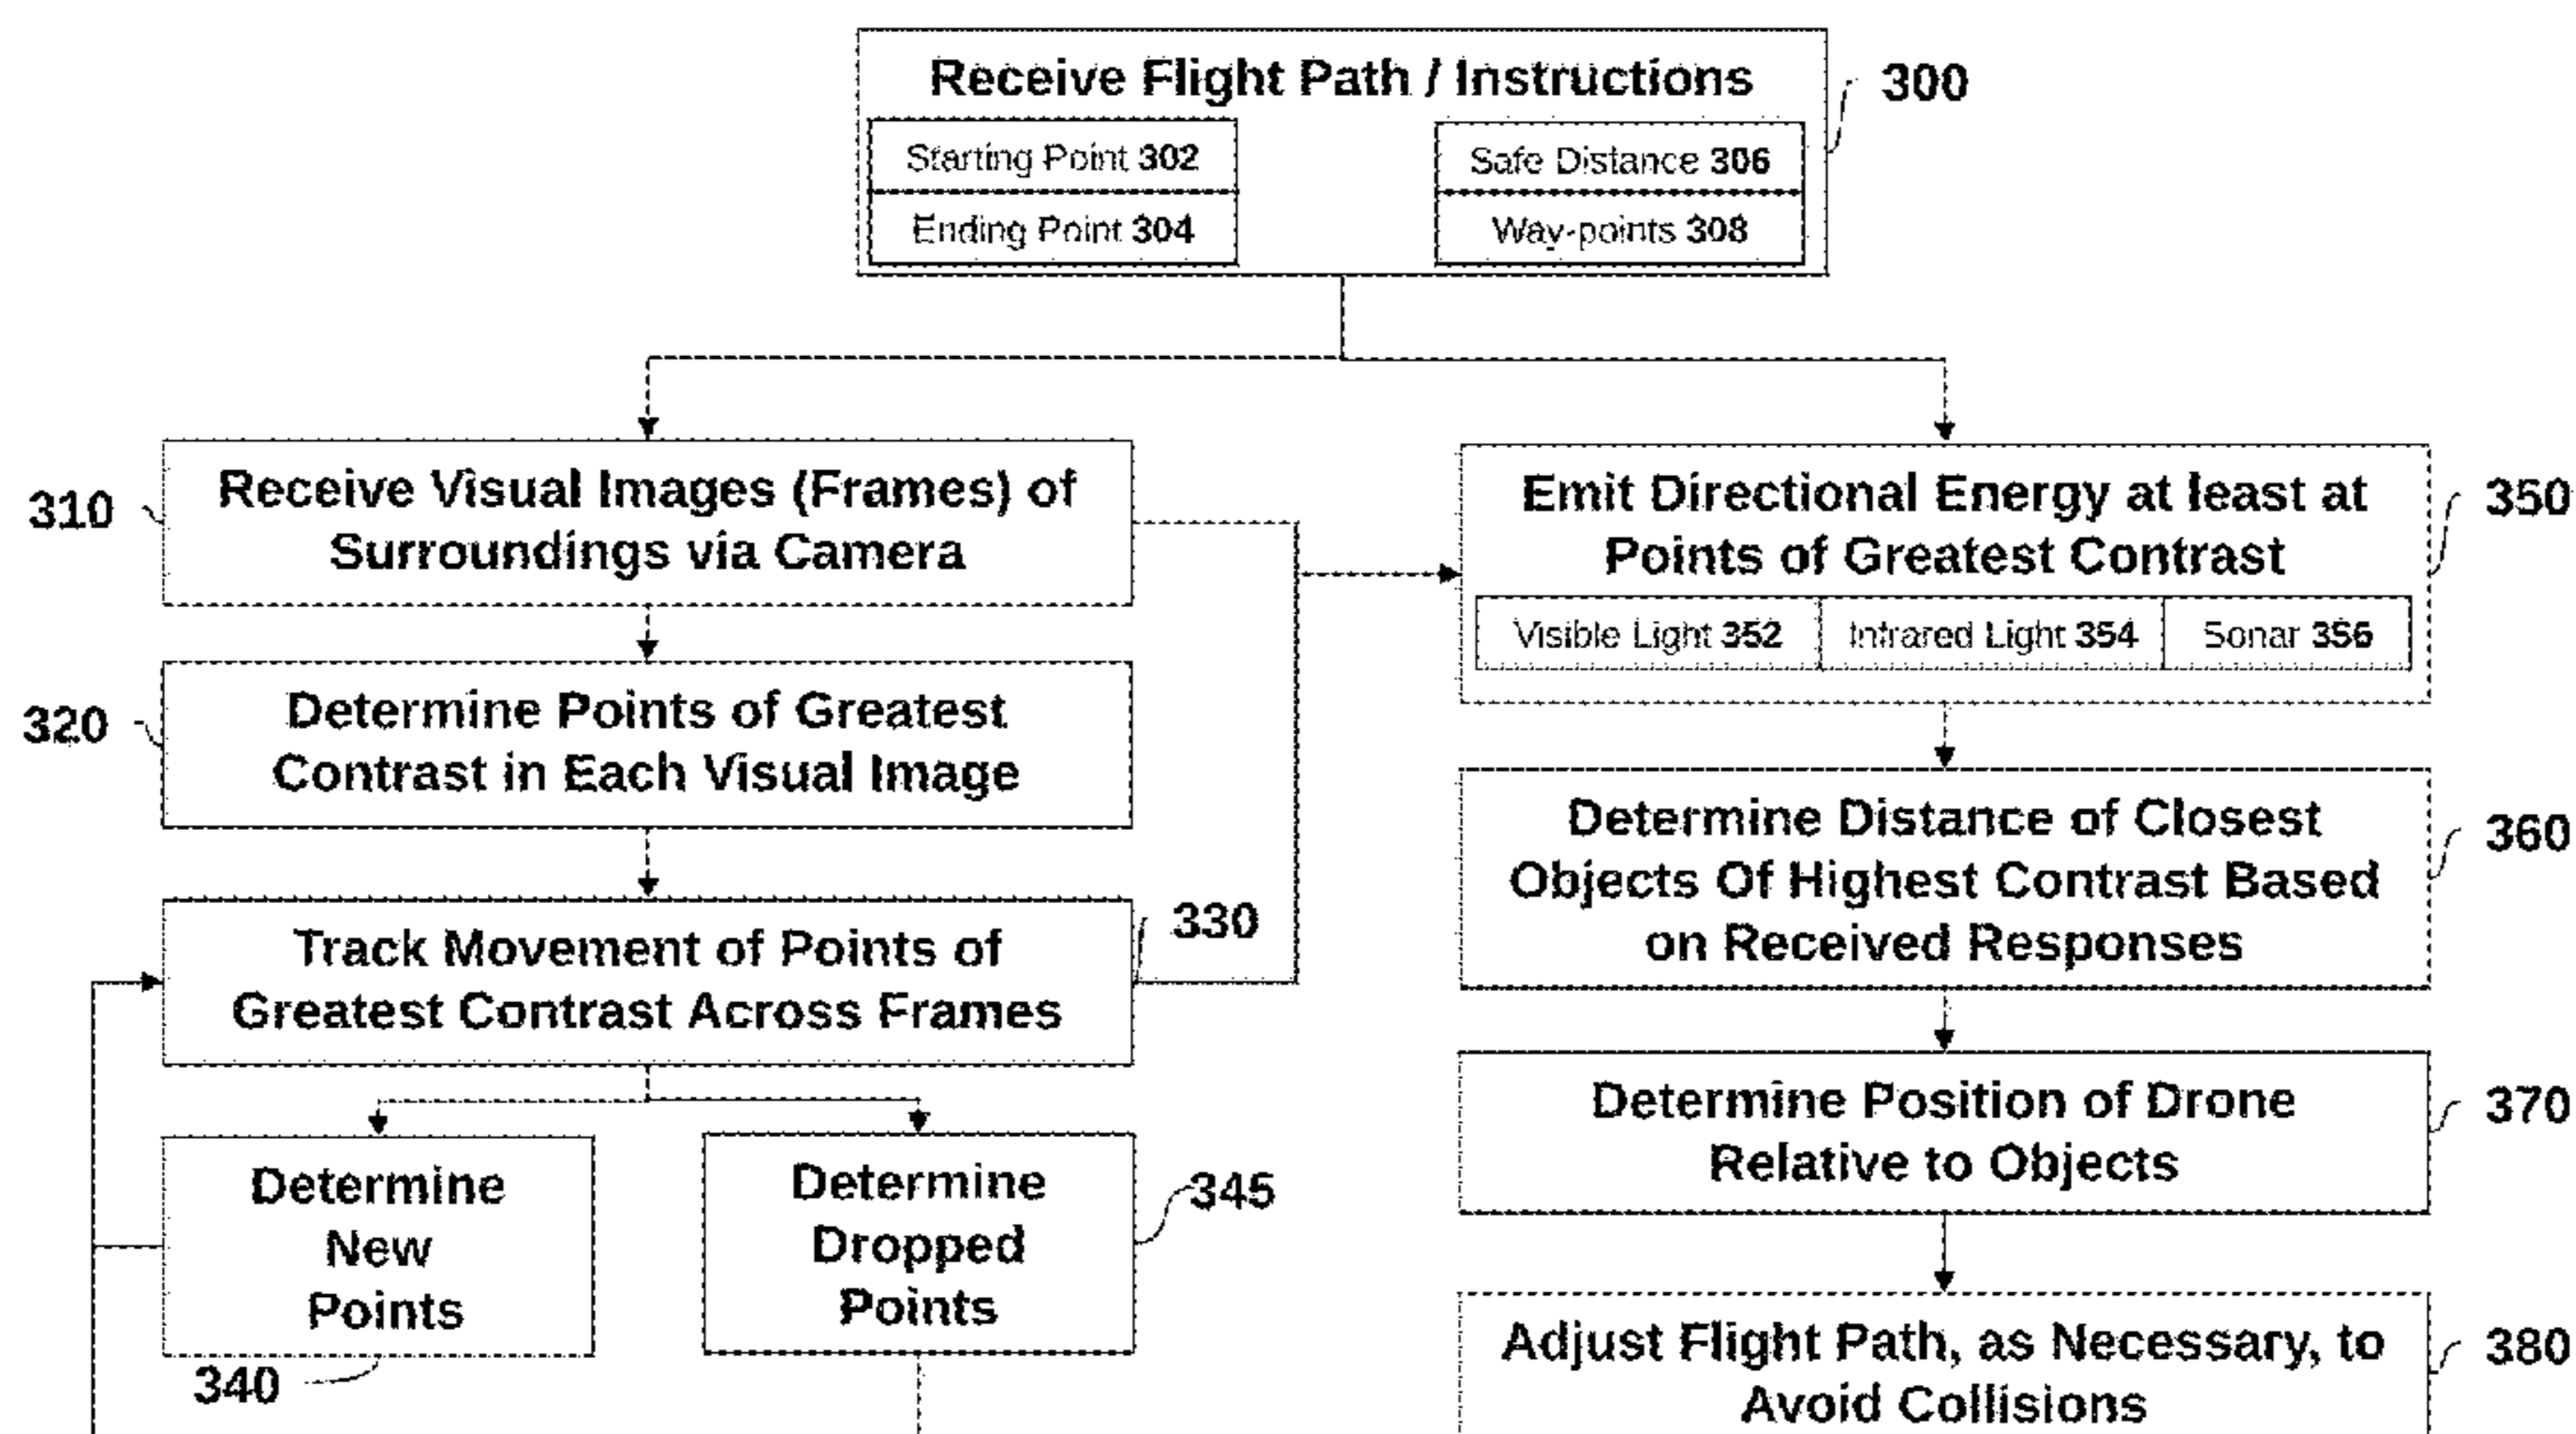 Receive Flight Path / Instructions
300
Starting Point 302
Safe Distance 306
Ending Point 304
Way-points 308
310
Receive Visual Images (Frames) of
Surroundings via Camera
320
Determine Points of Greatest
Contrast in Each Visual Image
330
Track Movement of Points of
Greatest Contrast Across Frames
Determine
New
Points
340
Determine
Dropped
Points
345
Emit Directional Energy at least at
Points of Greatest Contrast
350
Visible Light 352
Infrared Light 354
Sonar 356
Determine Distance of Closest
Objects Of Highest Contrast Based
on Received Responses
360
Determine Position of Drone
Relative to Objects
370
Adjust Flight Path, as Necessary, to
Avoid Collisions
380